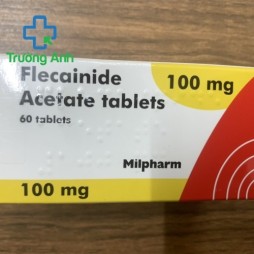 Trường Anh
Flecainide
Acetate tablets
60 tablets
100 mg
Milpharm
100 mg